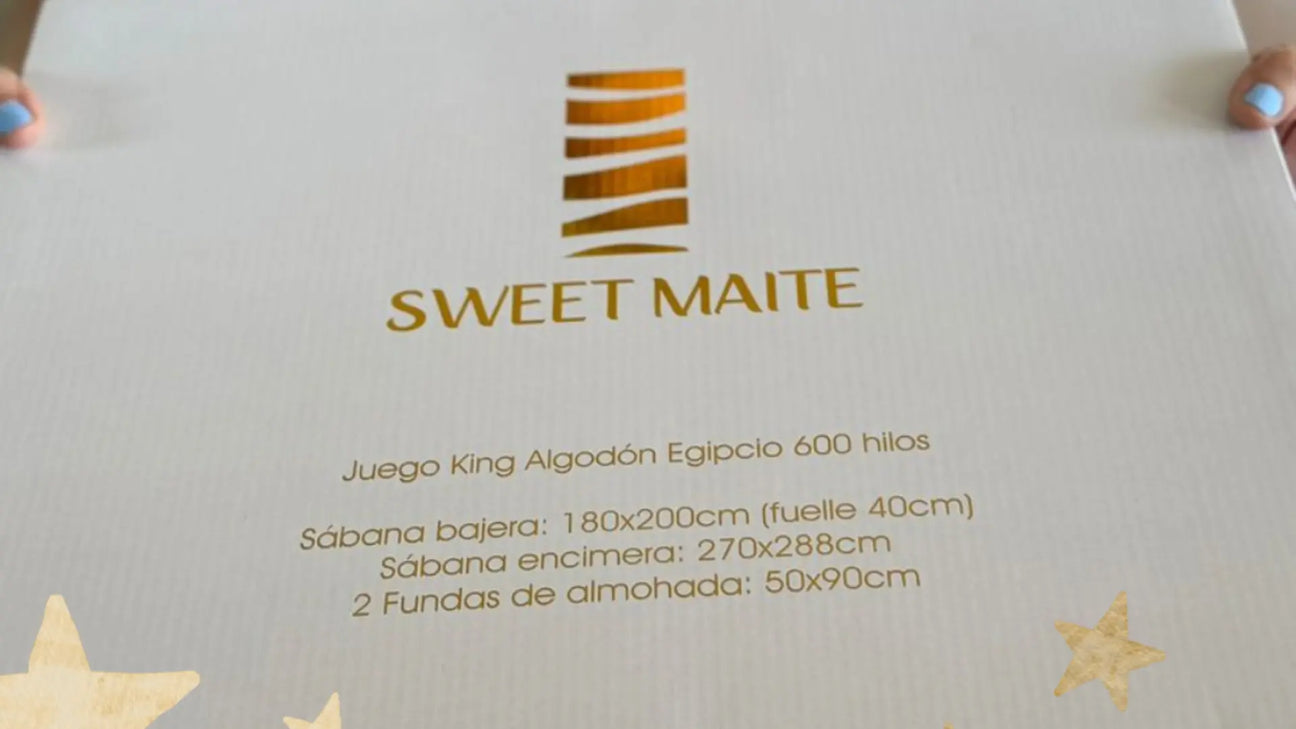 SWEET MAITE
Juego King Algodón Egipcio 600 hilos
Sábana bajera: 180x200cm (fuelle 40cm)
Sábana encimera: 270x288cm
2 Fundas de almohada: 50x90cm